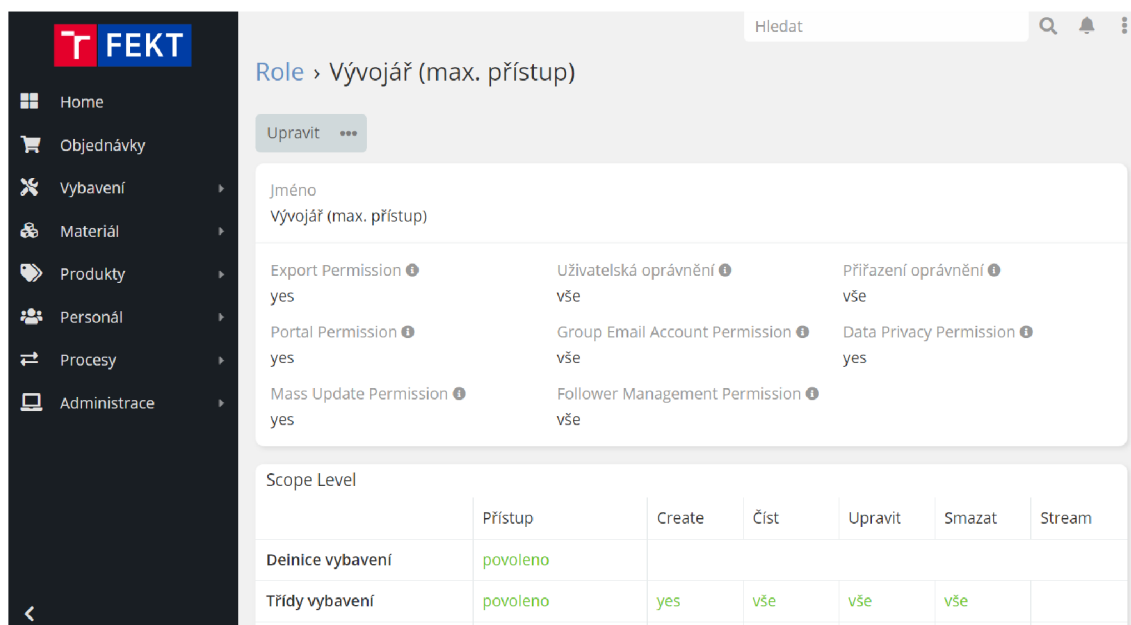 FEKT
Hledat
Role › Vývojář (max. přístup)
Home
Objednávky
Vybavení
Materiál
Produkty
Personál
Procesy
Administrace
Upravit •••
Jméno
Vývojář (max. přístup)
Export Permission
yes
Uživatelská oprávnění
vše
Přiřazení oprávnění
vše
Portal Permission
yes
Group Email Account Permission
vše
Data Privacy Permission
yes
Mass Update Permission
yes
Follower Management Permission
vše
Scope Level
Přístup Create Číst Upravit Smazat Stream
Deinice vybavení povoleno
Třídy vybavení povoleno yes vše vše vše